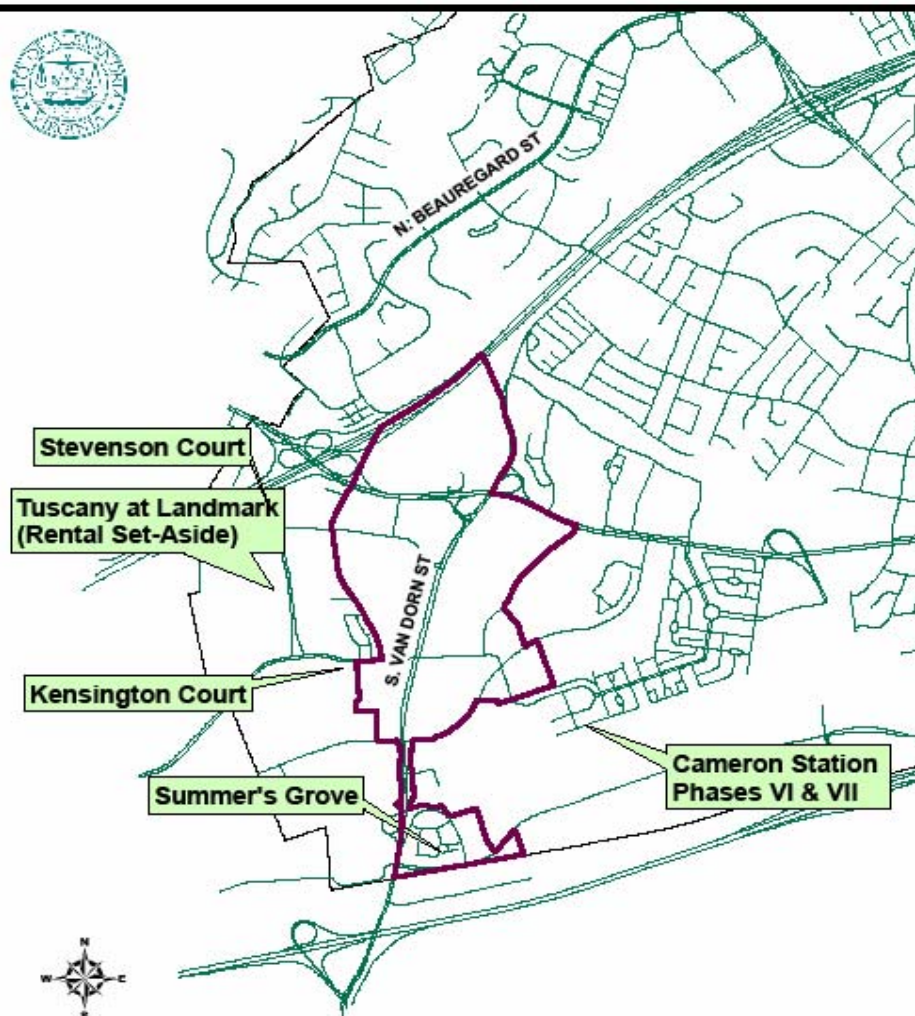 N. BEAUREGARD ST
Stevenson Court
Tuscany at Landmark
(Rental Set-Aside)
S. VAN DORN ST
Kensington Court
Cameron Station
Phases VI & VII
Summer's Grove
N
W
E
S